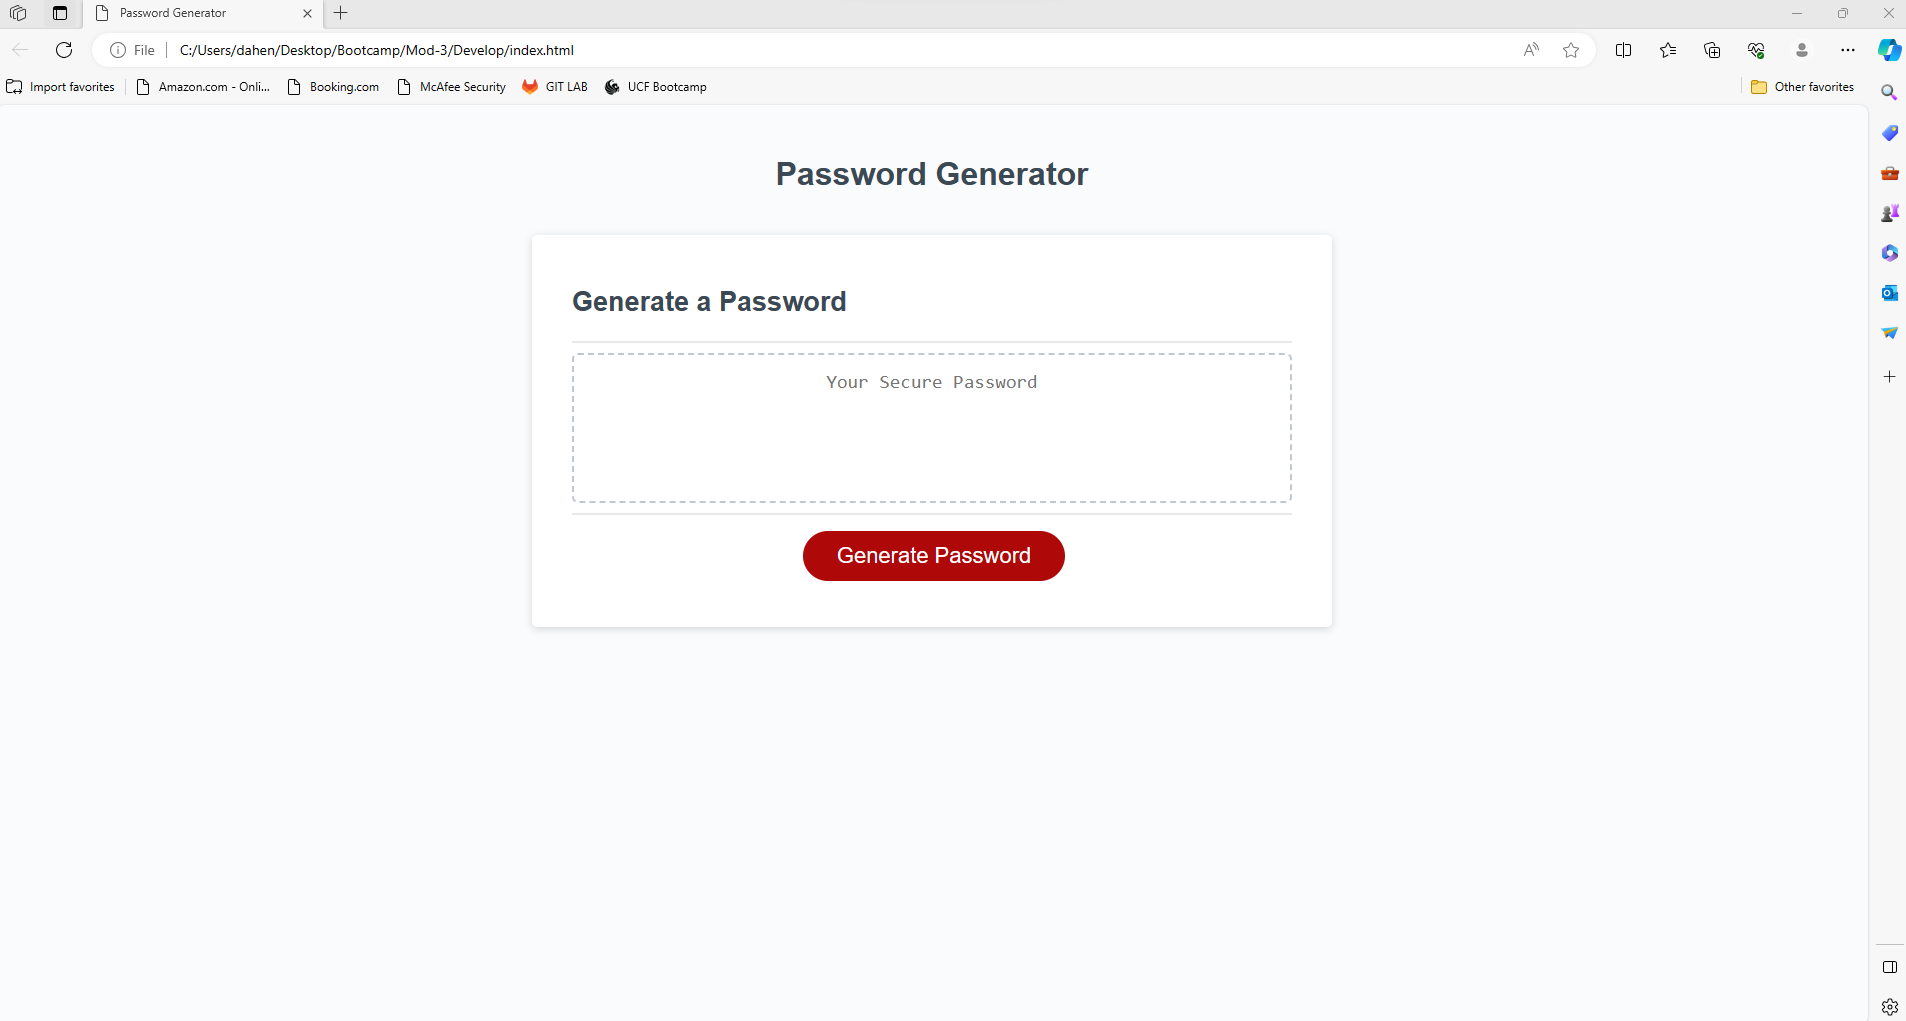 Password Generator
File
C:/Users/dahen/Desktop/Bootcamp/Mod-3/Develop/index.html
A
Import favorites
Amazon.com - Onli...
Booking.com
McAfee Security
GIT LAB
UCF Bootcamp
Other favorites
Password Generator
Generate a Password
Your Secure Password
Generate Password